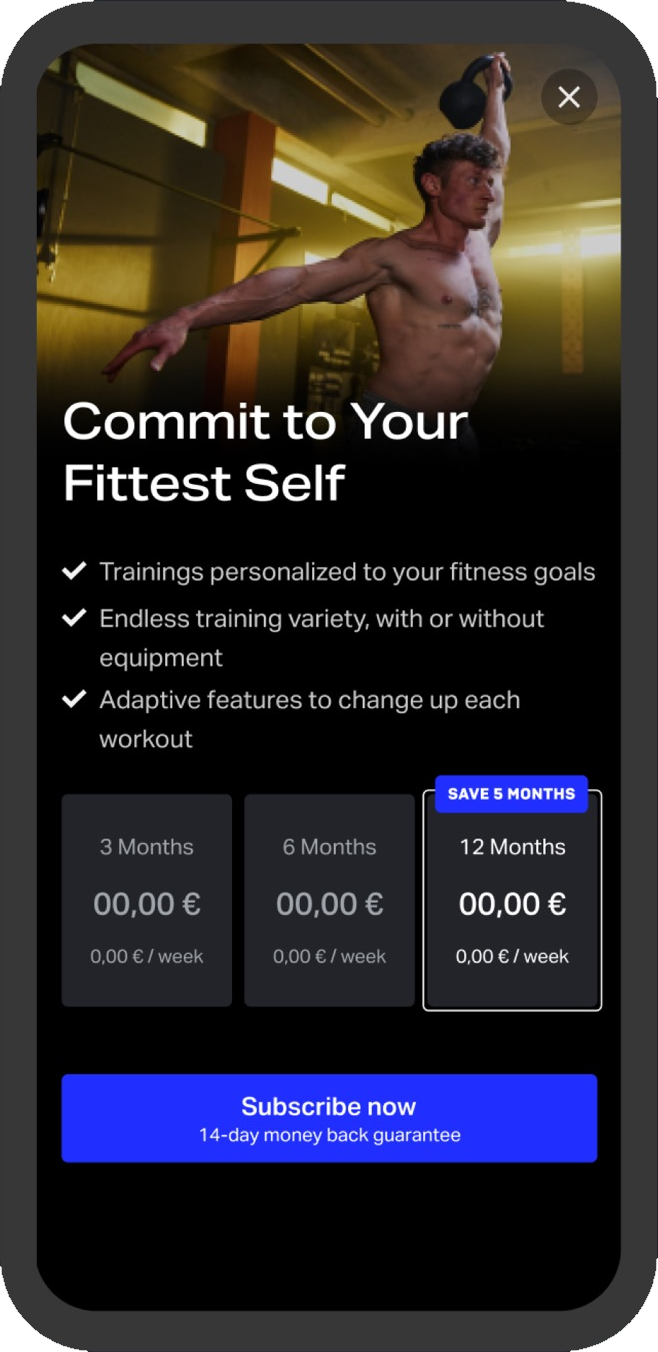 Commit to Your
Fittest Self
Trainings personalized to your fitness goals
Endless training variety, with or without
equipment
Adaptive features to change up each
workout
SAVE 5 MONTHS
3 Months
6 Months
12 Months
00,00 €
00,00 €
00,00 €
0,00 € / week
0,00 € / week
0,00 € / week
Subscribe now
14-day money back guarantee